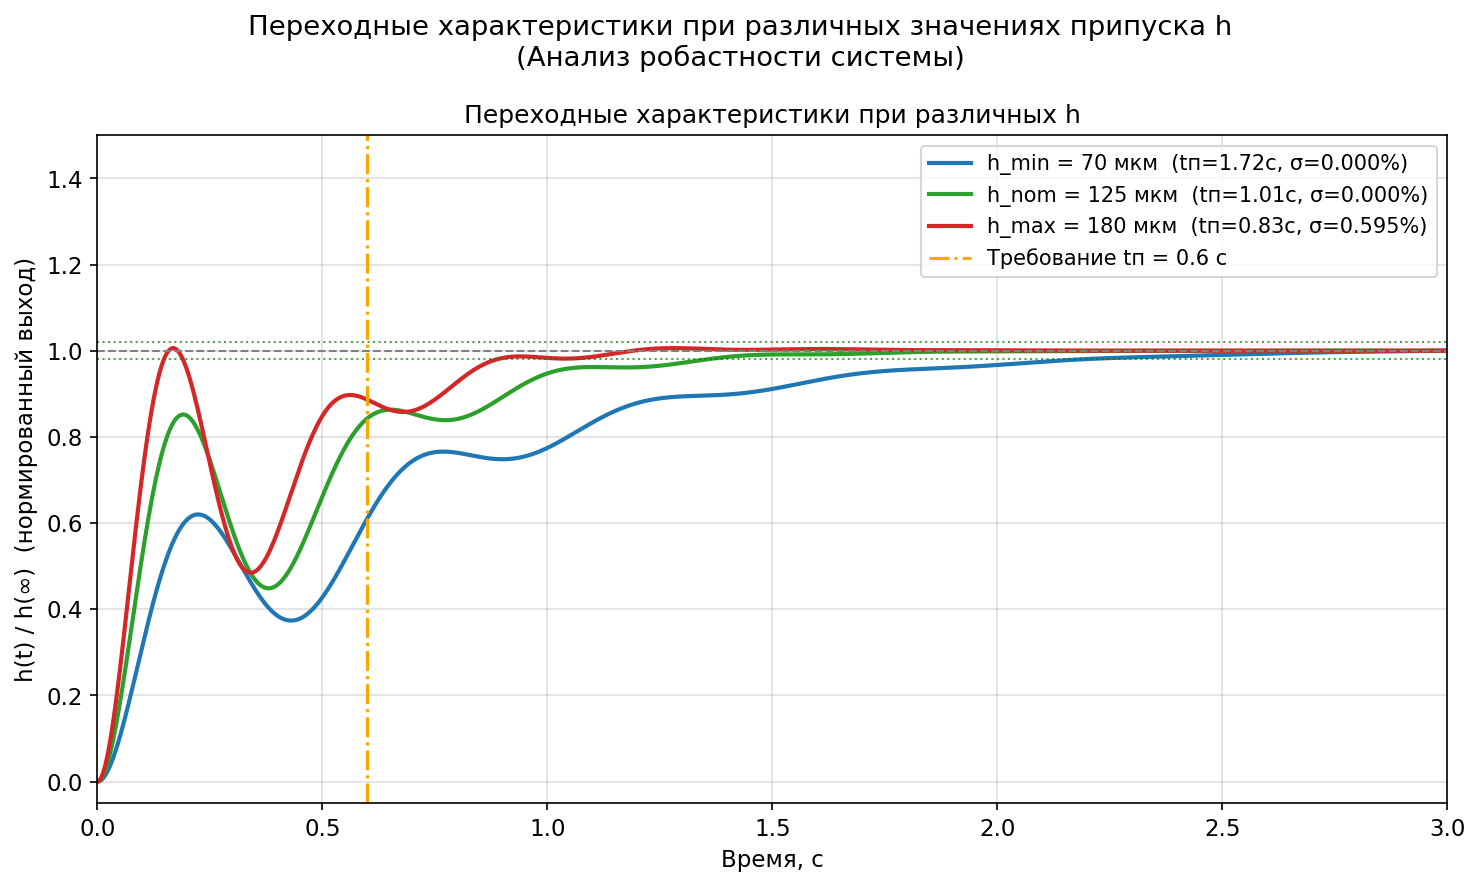 Переходные характеристики при различных значениях припуска h
(Анализ робастности системы)
Переходные характеристики при различных h
h(t) / h(∞)  (нормированный выход)
1.4
1.2
1.0
0.8
0.6
0.4
0.2
0.0
h_min = 70 мкм  (tп=1.72с, σ=0.000%)
h_nom = 125 мкм  (tп=1.01с, σ=0.000%)
h_max = 180 мкм  (tп=0.83с, σ=0.595%)
Требование tп = 0.6 с
0.0 0.5 1.0 1.5 2.0 2.5 3.0
Время, с